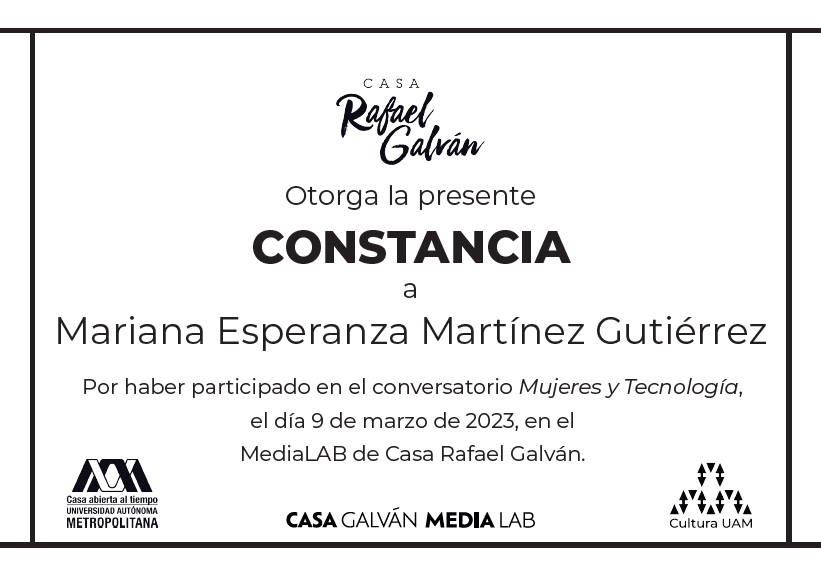 CASA
Rafael
Galván
Otorga la presente
CONSTANCIA
a
Mariana Esperanza Martínez Gutiérrez
Por haber participado en el conversatorio Mujeres y Tecnología,
el día 9 de marzo de 2023, en el
MediaLAB de Casa Rafael Galván.
Casa abierta al tiempo
UNIVERSIDAD AUTÓNOMA
METROPOLITANA
CASA GALVÁN MEDIA LAB
Cultura UAM